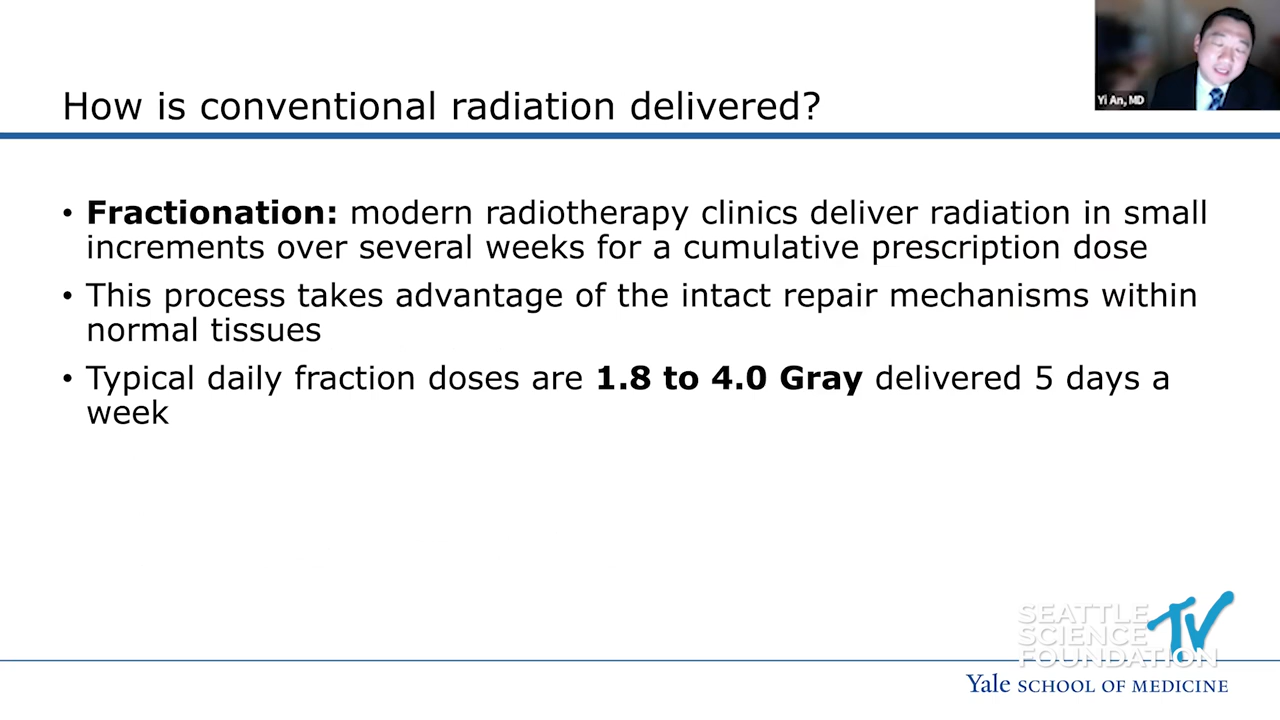 Yi An, MD
How is conventional radiation delivered?
• Fractionation: modern radiotherapy clinics deliver radiation in small
increments over several weeks for a cumulative prescription dose
• This process takes advantage of the intact repair mechanisms within
normal tissues
• Typical daily fraction doses are 1.8 to 4.0 Gray delivered 5 days a
week
SEATTLE
SCIENCE
FOUNDATION
TV
Yale SCHOOL OF MEDICINE